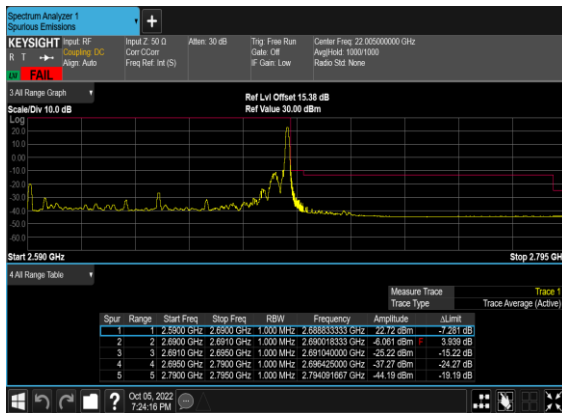 Spectrum Analyzer 1
Spurious Emissions
+
KEYSIGHT Input: RF Input Z: 50 Ω Atten: 30 dB Trig: Free Run Center Freq: 22.005000000 GHz
R T Coupling: DC Corr CCorr Gate: Off Avg|Hold: 1000/1000
Align: Auto Freq Ref: Int (S) IF Gain: Low Radio Std: None
LW FAIL
3 All Range Graph
Ref Lvl Offset 15.38 dB
Scale/Div 10.0 dB Ref Value 30.00 dBm
Log
20.0
10.0
0.00
-10.0
-20.0
-30.0
-40.0
-50.0
-60.0
Start 2.590 GHz Stop 2.795 GH
4 All Range Table
Measure Trace Trace 1
Trace Type Trace Average (Active)
Spur Range Start Freq Stop Freq RBW Frequency Amplitude ΔLimit
1 1 2.5900 GHz 2.6900 GHz 1.000 MHz 2.688833333 GHz 22.72 dBm -7.281 dB
2 2 2.6900 GHz 2.6910 GHz 1.000 MHz 2.690018333 GHz -6.061 dBm F 3.939 dB
3 3 2.6910 GHz 2.6950 GHz 1.000 MHz 2.691040000 GHz -25.22 dBm -15.22 dB
4 4 2.6950 GHz 2.7900 GHz 1.000 MHz 2.696425000 GHz -37.27 dBm -24.27 dB
5 5 2.7900 GHz 2.7950 GHz 1.000 MHz 2.794091667 GHz -44.19 dBm -19.19 dB
? Oct 05, 2022
7:24:16 PM